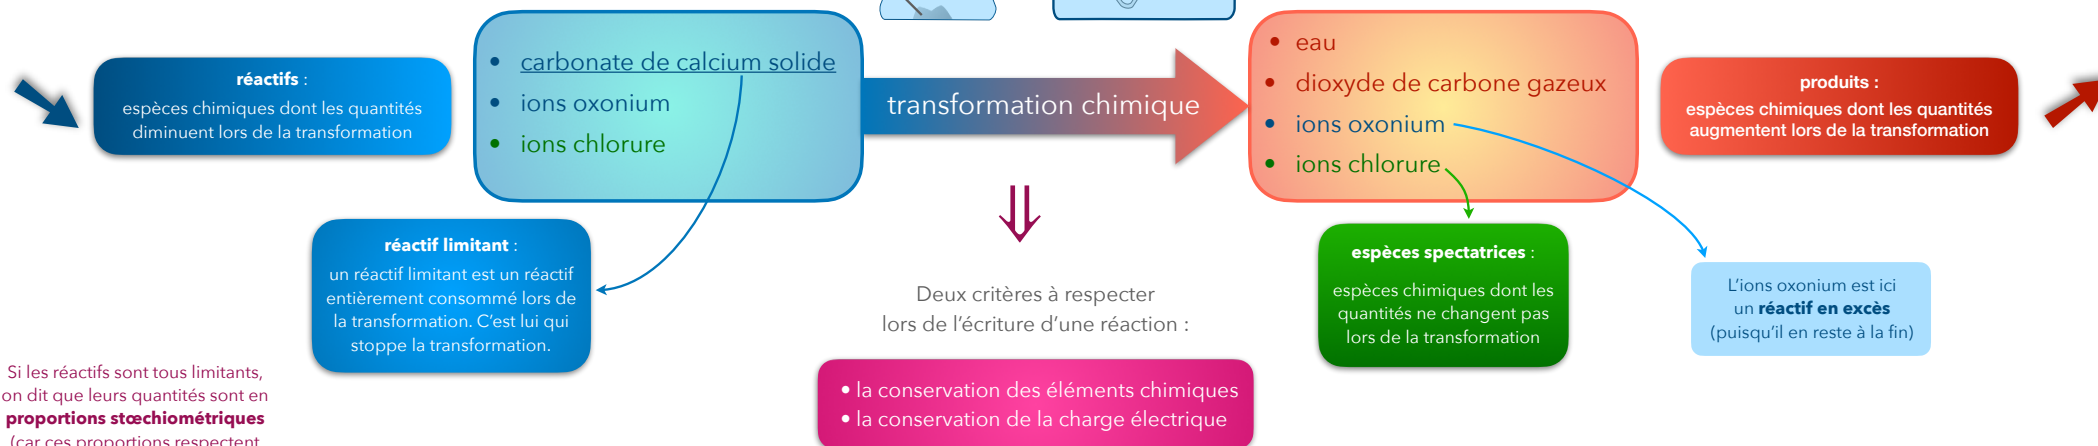 réactifs :
espèces chimiques dont les quantités
diminuent lors de la transformation
• carbonate de calcium solide
• ions oxonium
• ions chlorure
transformation chimique
• eau
• dioxyde de carbone gazeux
• ions oxonium
• ions chlorure
produits :
espèces chimiques dont les quantités
augmentent lors de la transformation
réactif limitant :
un réactif limitant est un réactif
entièrement consommé lors de
la transformation. C'est lui qui
stoppe la transformation.
⇓
Deux critères à respecter
lors de l'écriture d'une réaction :
• la conservation des éléments chimiques
• la conservation de la charge électrique
espèces spectatrices :
espèces chimiques dont les
quantités ne changent pas
lors de la transformation
L'ions oxonium est ici
un réactif en excès
(puisqu'il en reste à la fin)
Si les réactifs sont tous limitants,
on dit que leurs quantités sont en
proportions stœchiométriques
(car ces proportions respectent